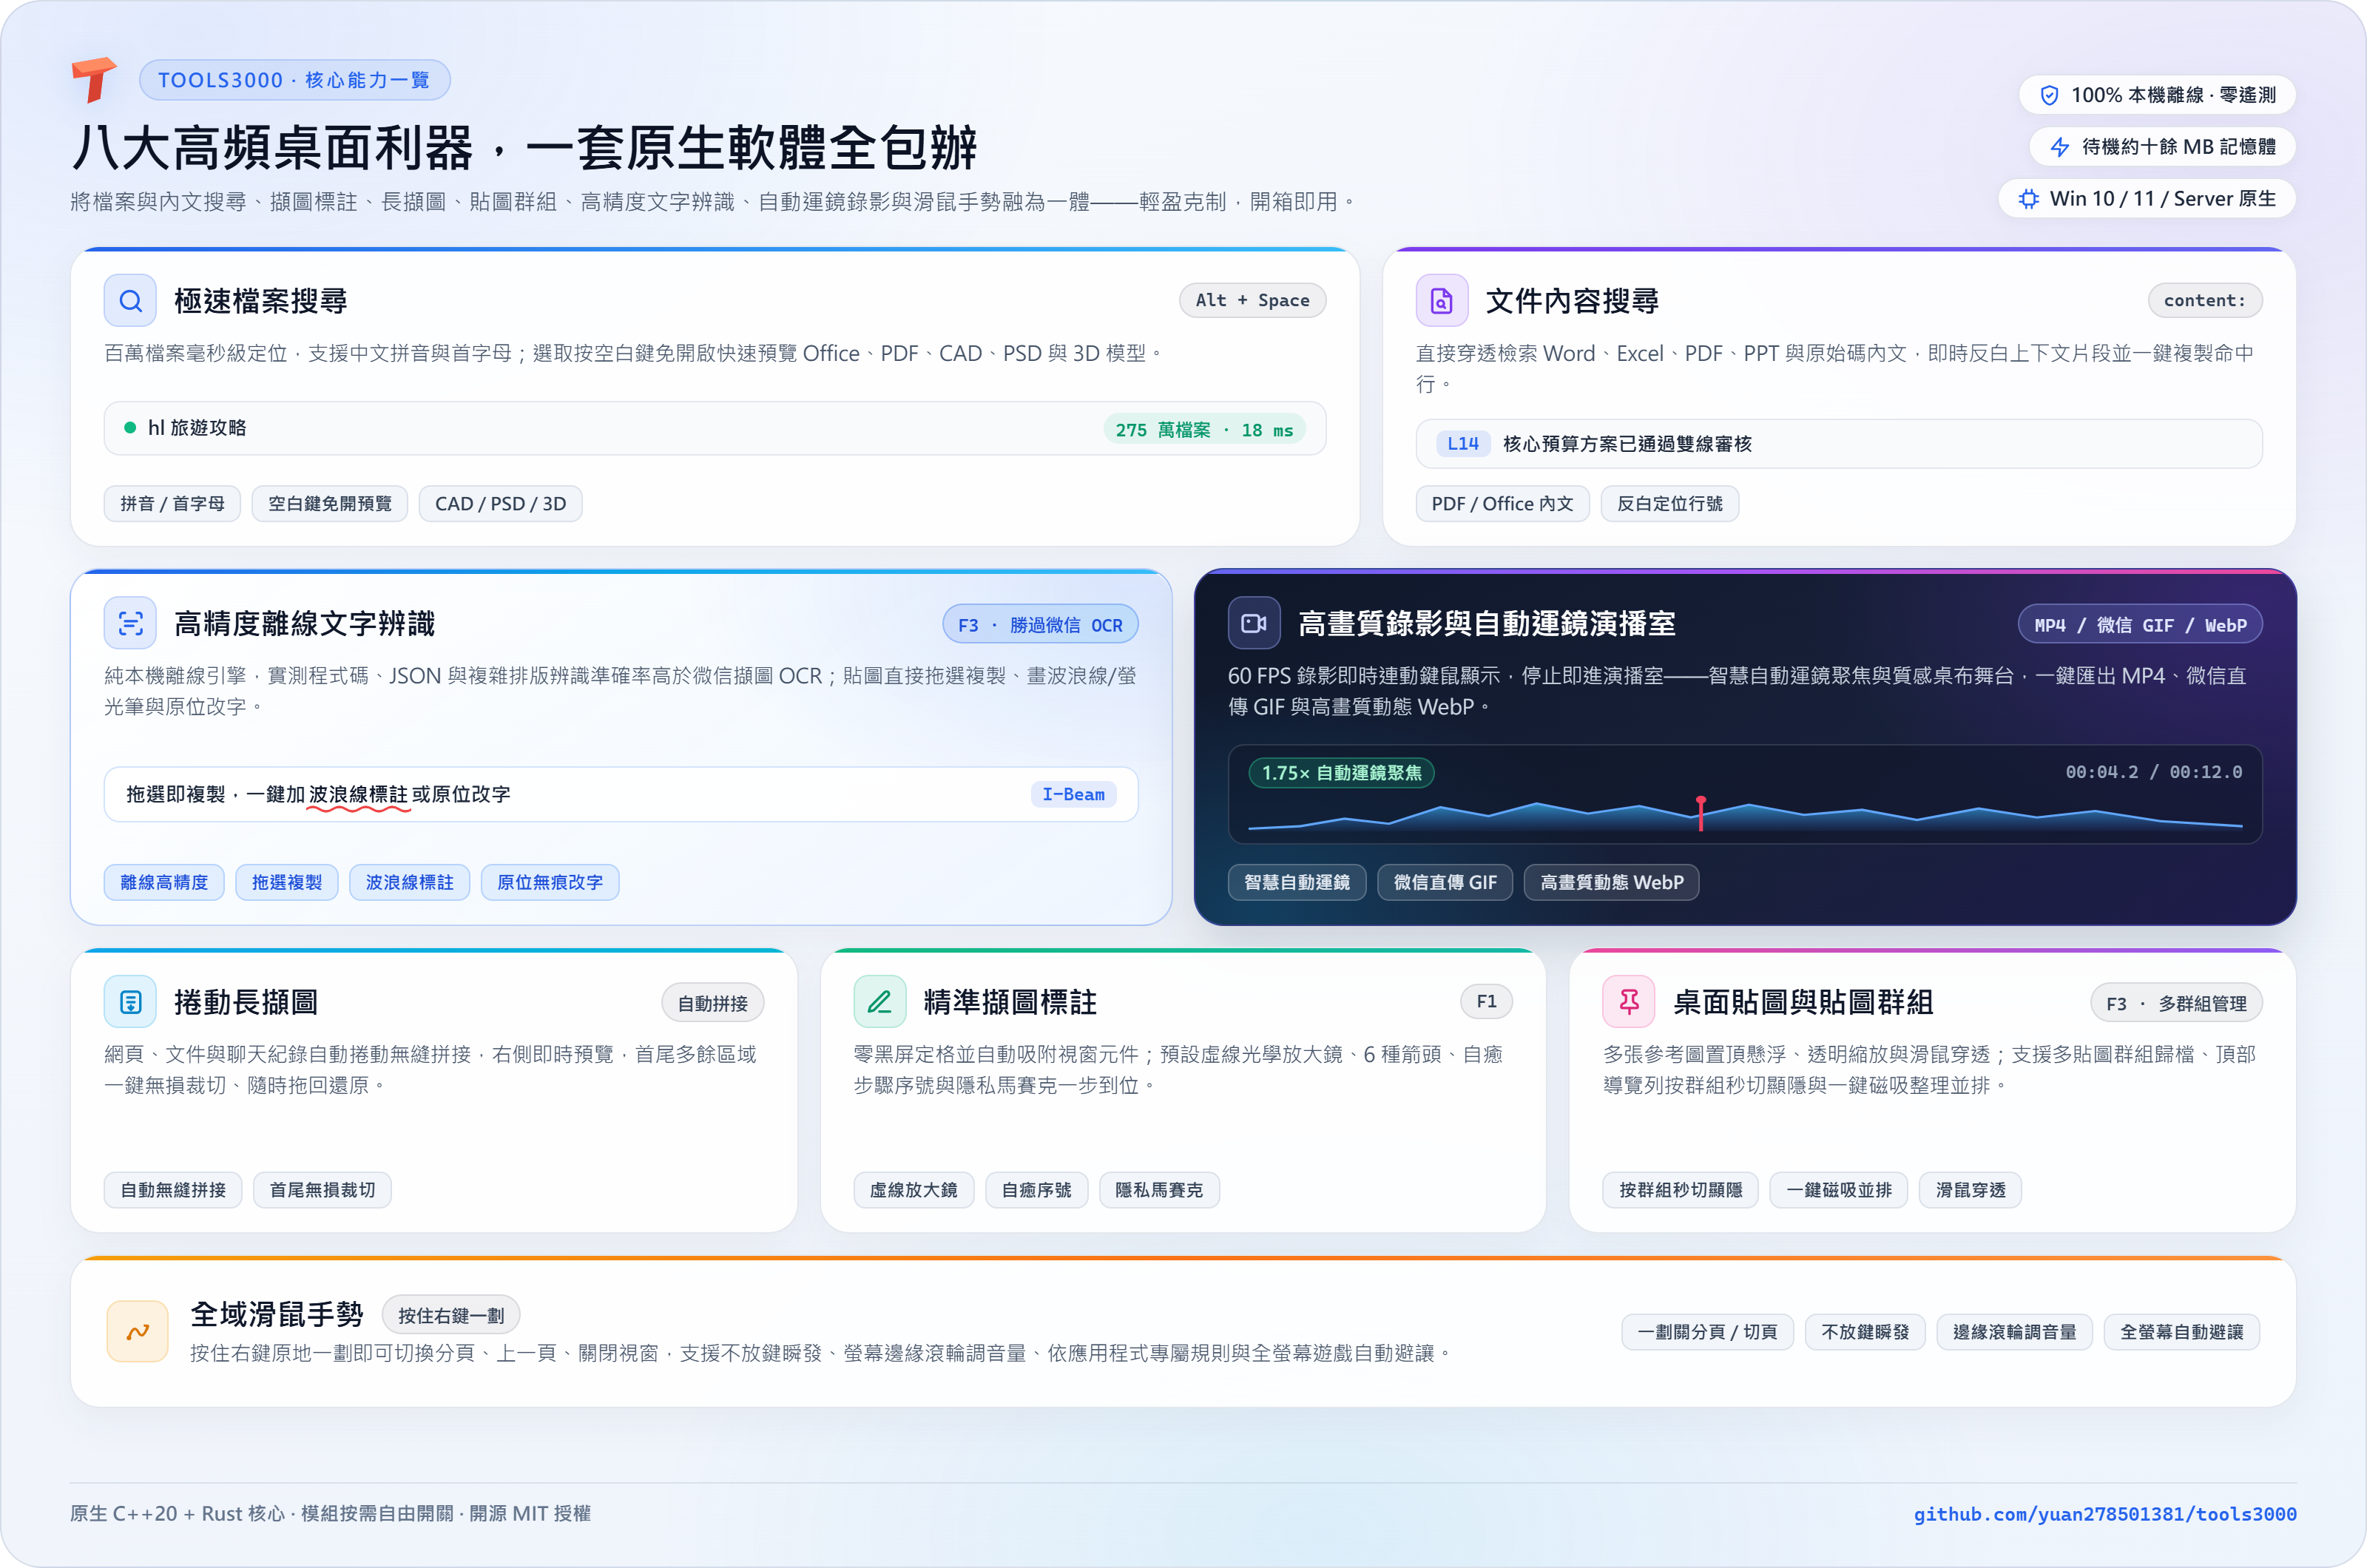 TOOLS3000 · 核心能力一覽
100% 本機離線 · 零遙測
八大高頻桌面利器，一套原生軟體全包辦
待機約十餘 MB 記憶體
將檔案與內文搜尋、擷圖標註、長擷圖、貼圖群組、高精度文字辨識、自動運鏡錄影與滑鼠手勢融為一體——輕盈克制，開箱即用。
Win 10 / 11 / Server 原生
極速檔案搜尋
Alt + Space
百萬檔案毫秒級定位，支援中文拼音與首字母；選取按空白鍵免開啟快速預覽 Office、PDF、CAD、PSD 與 3D 模型。
hl 旅遊攻略
275 萬檔案 · 18 ms
拼音 / 首字母
空白鍵免開預覽
CAD / PSD / 3D
文件內容搜尋
content:
直接穿透檢索 Word、Excel、PDF、PPT 與原始碼內文，即時反白上下文片段並一鍵複製命中
行。
L14 核心預算方案已通過雙線審核
PDF / Office 內文
反白定位行號
高精度離線文字辨識
F3 · 勝過微信 OCR
純本機離線引擎，實測程式碼、JSON 與複雜排版辨識準確率高於微信擷圖 OCR；貼圖直接拖選複製、畫波浪線/螢
光筆與原位改字。
拖選即複製，一鍵加 波浪線標註 或原位改字
I-Beam
離線高精度
拖選複製
波浪線標註
原位無痕改字
高畫質錄影與自動運鏡演播室
MP4 / 微信 GIF / WebP
60 FPS 錄影即時連動鍵鼠顯示，停止即進演播室——智慧自動運鏡聚焦與質感桌布舞台，一鍵匯出 MP4、微信直
傳 GIF 與高畫質動態 WebP。
1.75× 自動運鏡聚焦
00:04.2 / 00:12.0
智慧自動運鏡
微信直傳 GIF
高畫質動態 WebP
捲動長擷圖
自動拼接
網頁、文件與聊天紀錄自動捲動無縫拼接，右側即時預覽，首尾多餘區域
一鍵無損裁切、隨時拖回還原。
自動無縫拼接
首尾無損裁切
精準擷圖標註
F1
零黑屏定格並自動吸附視窗元件；預設虛線光學放大鏡、6 種箭頭、自癒
步驟序號與隱私馬賽克一步到位。
虛線放大鏡
自癒序號
隱私馬賽克
桌面貼圖與貼圖群組
F3 · 多群組管理
多張參考圖置頂懸浮、透明縮放與滑鼠穿透；支援多貼圖群組歸檔、頂部
導覽列按群組秒切顯隱與一鍵磁吸整理並排。
按群組秒切顯隱
一鍵磁吸並排
滑鼠穿透
全域滑鼠手勢
按住右鍵一劃
按住右鍵原地一劃即可切換分頁、上一頁、關閉視窗，支援不放鍵瞬發、螢幕邊緣滾輪調音量、依應用程式專屬規則與全螢幕遊戲自動避讓。
一劃關分頁 / 切頁
不放鍵瞬發
邊緣滾輪調音量
全螢幕自動避讓
原生 C++20 + Rust 核心 · 模組按需自由開關 · 開源 MIT 授權
github.com/yuan278501381/tools3000